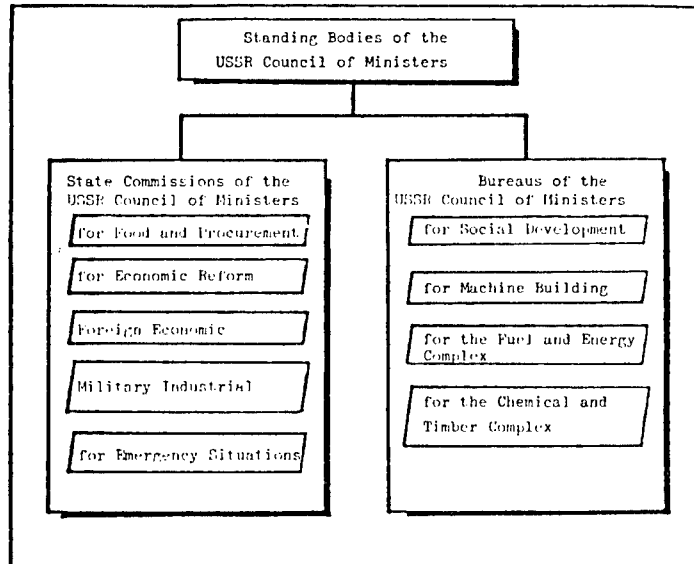 Standing Bodies of the
USSR Council of Ministers
State Commissions of the
USSR Council of Ministers
for Food and Procurement
for Economic Reform
Foreign Economic
Military Industrial
for Emergency Situations
Bureaus of the
USSR Council of Ministers
for Social Development
for Machine Building
for the Fuel and Energy
Complex
for the Chemical and
Timber Complex